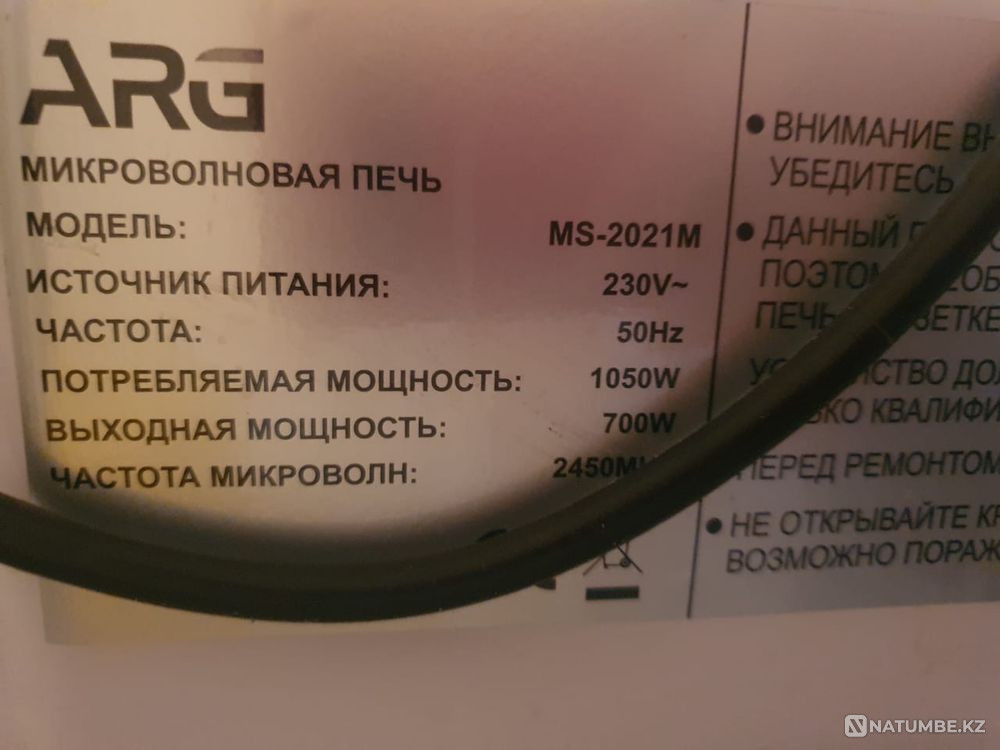 ARG
МИКРОВОЛНОВАЯ ПЕЧЬ
МОДЕЛЬ: MS-2021M
ИСТОЧНИК ПИТАНИЯ: 230V~
ЧАСТОТА: 50Hz
ПОТРЕБЛЯЕМАЯ МОЩНОСТЬ: 1050W
ВЫХОДНАЯ МОЩНОСТЬ: 700W
ЧАСТОТА МИКРОВОЛН:
• ВНИМАНИЕ
УБЕДИТЕСЬ
• ДАННЫЙ
ПЕРЕД РЕМОНТОМ
• НЕ ОТКРЫВАЙТЕ
ВОЗМОЖНО
NATUMBE.KZ